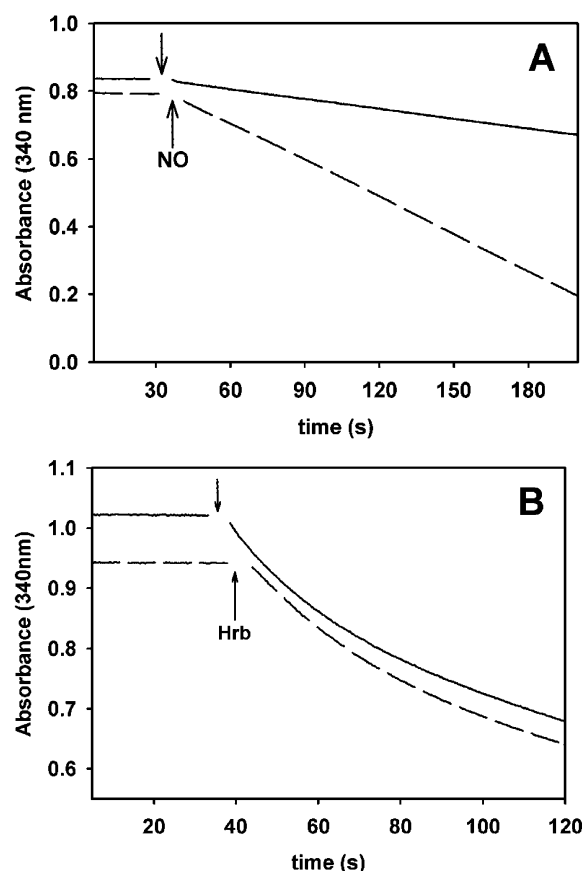 A
Absorbance (340 nm)
1.0
0.8
0.6
0.4
0.2
0.0
NO
30 60 90 120 150 180
time (s)
B
Absorbance (340nm)
1.1
1.0
0.9
0.8
0.7
0.6
Hrb
20 40 60 80 100 120
time (s)